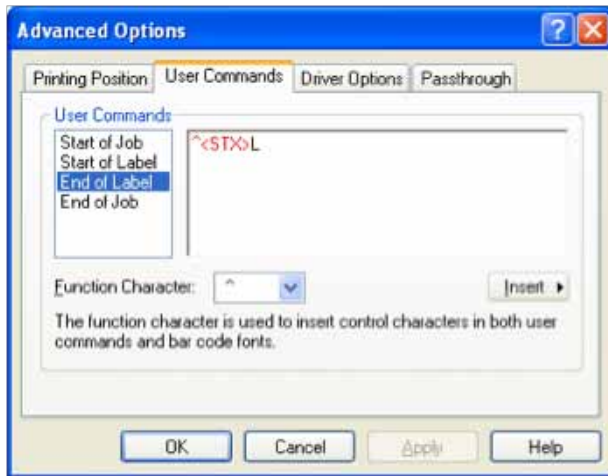 Advanced Options
Printing Position User Commands Driver Options Passthrough
User Commands
Start of Job
Start of Label
End of Label
End of Job
^<STX>L
Function Character: ^
Insert
The function character is used to insert control characters in both user
commands and bar code fonts.
OK Cancel Apply Help